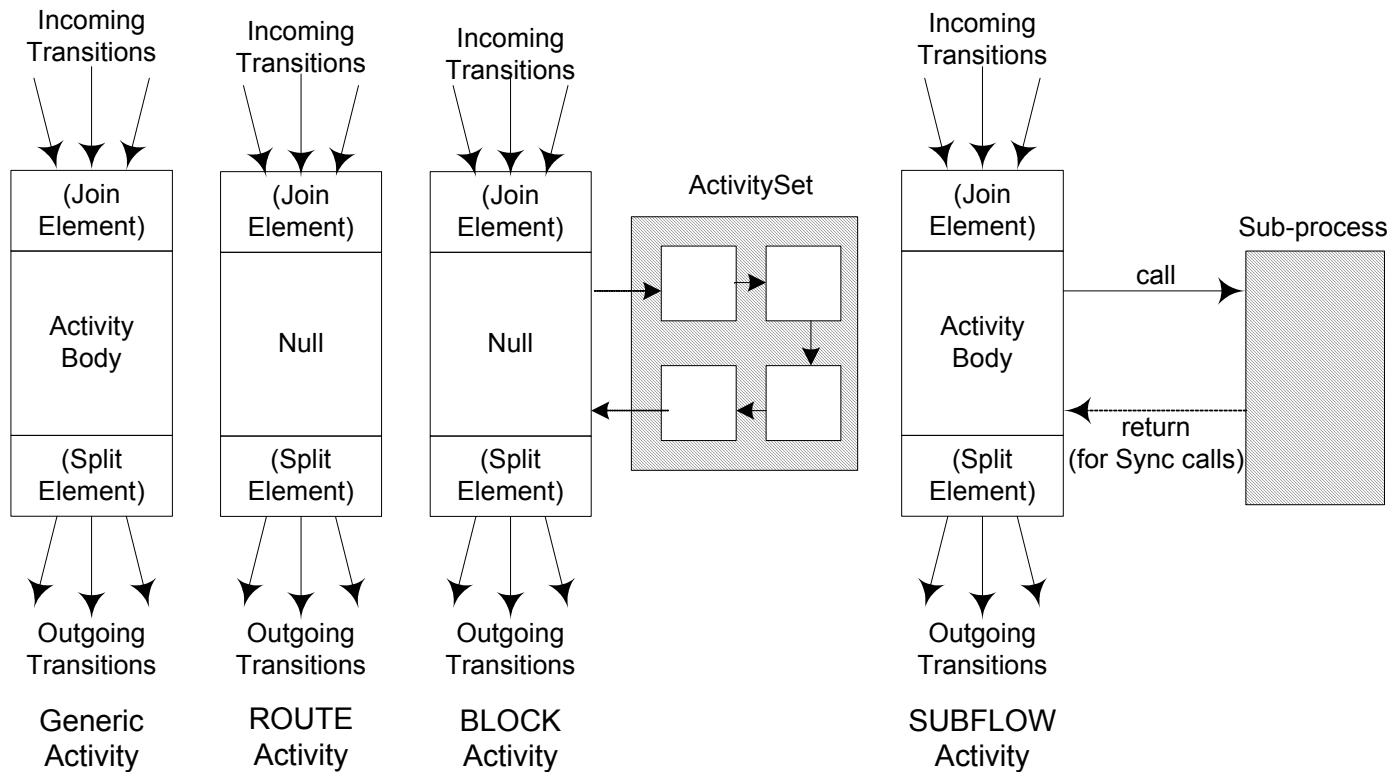 Incoming
Transitions
(Join
Element)
Activity
Body
(Split
Element)
Outgoing
Transitions
Generic
Activity
Incoming
Transitions
(Join
Element)
Null
(Split
Element)
Outgoing
Transitions
ROUTE
Activity
Incoming
Transitions
(Join
Element)
Null
(Split
Element)
Outgoing
Transitions
BLOCK
Activity
ActivitySet
Incoming
Transitions
(Join
Element)
Activity
Body
(Split
Element)
Outgoing
Transitions
SUBFLOW
Activity
call
return
(for Sync calls)
Sub-process